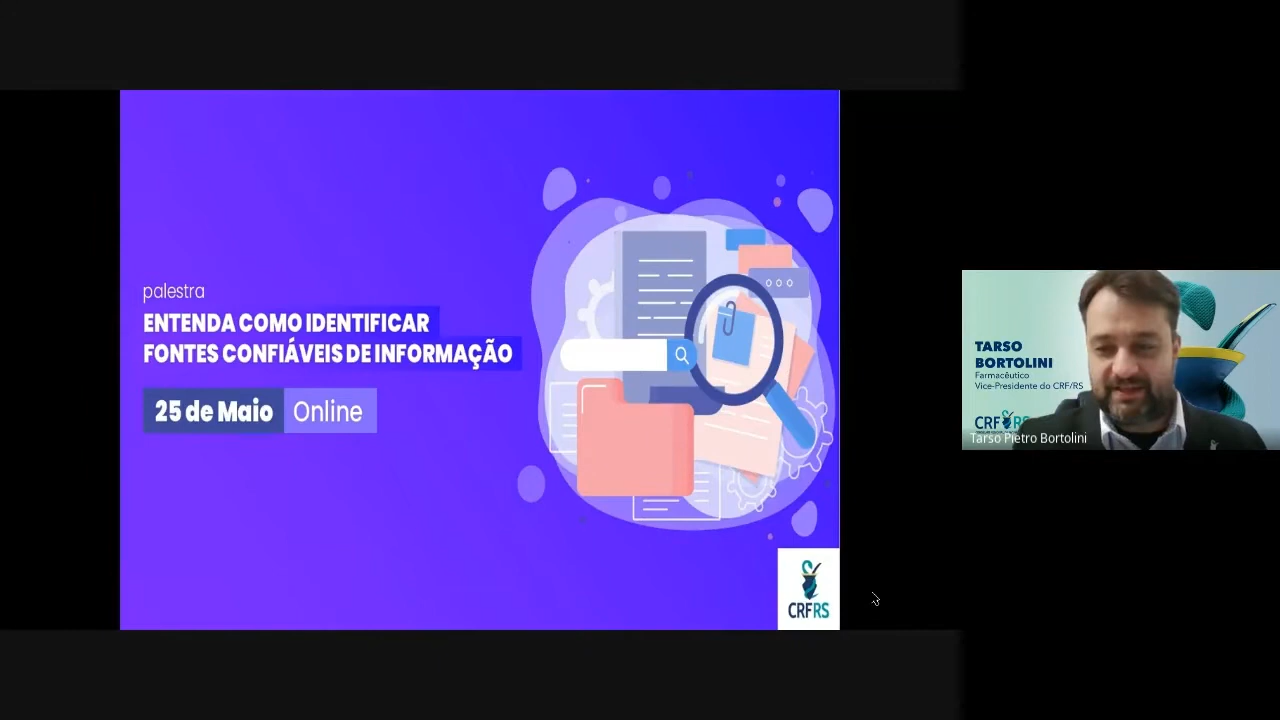 palestra
ENTENDA COMO IDENTIFICAR
FONTES CONFIÁVEIS DE INFORMAÇÃO
25 de Maio Online
CRFRS
TARSO
BORTOLINI
Farmacêutico
Vice-Presidente do CRF/RS
CRFRS
Tarso Pietro Bortolini